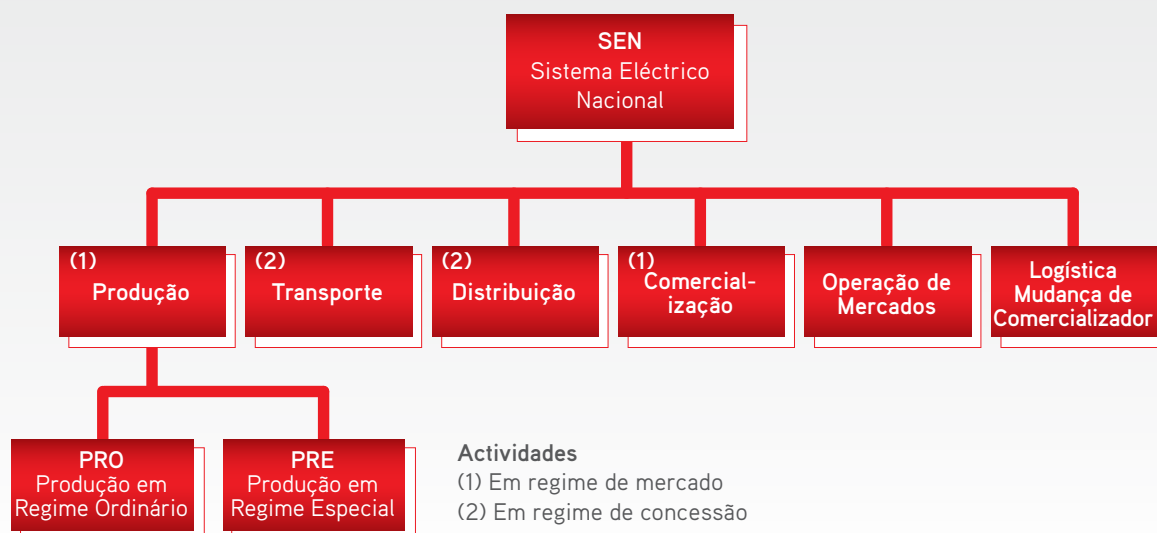 SEN
Sistema Eléctrico
Nacional
(1)
Produção
(2)
Transporte
(2)
Distribuição
(1)
Comercial-
ização
Operação de
Mercados
Logística
Mudança de
Comercializador
PRO
Produção em
Regime Ordinário
PRE
Produção em
Regime Especial
Actividades
(1) Em regime de mercado
(2) Em regime de concessão